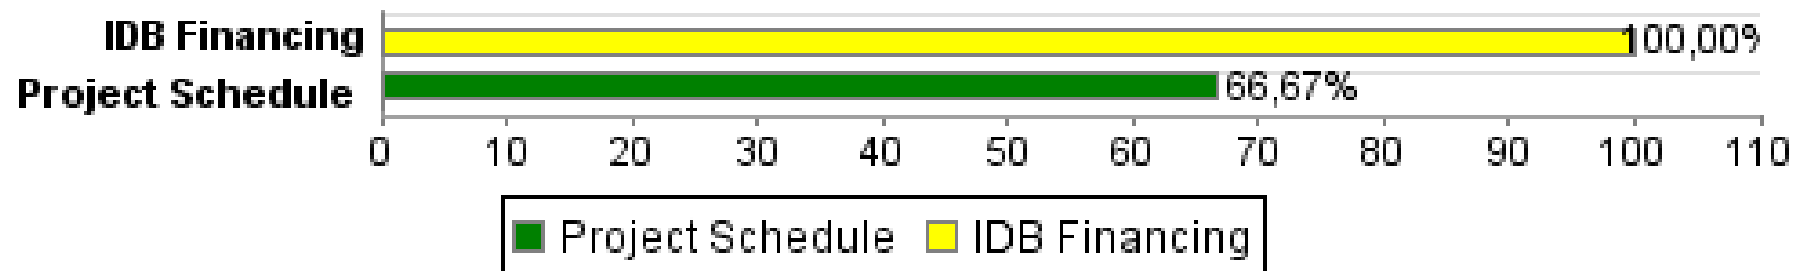 IDB Financing
100,00%
Project Schedule
66,67%
0 10 20 30 40 50 60 70 80 90 100 110
Project Schedule IDB Financing